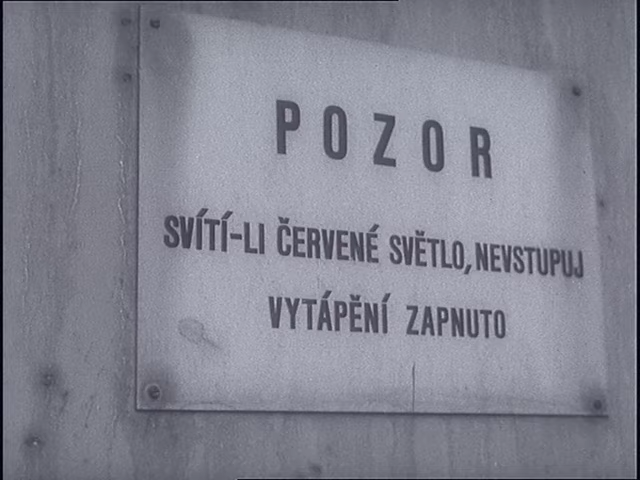 POZOR
SVÍTÍ-LI ČERVENÉ SVĚTLO, NEVSTUPUJ
VYTÁPĚNÍ ZAPNUTO